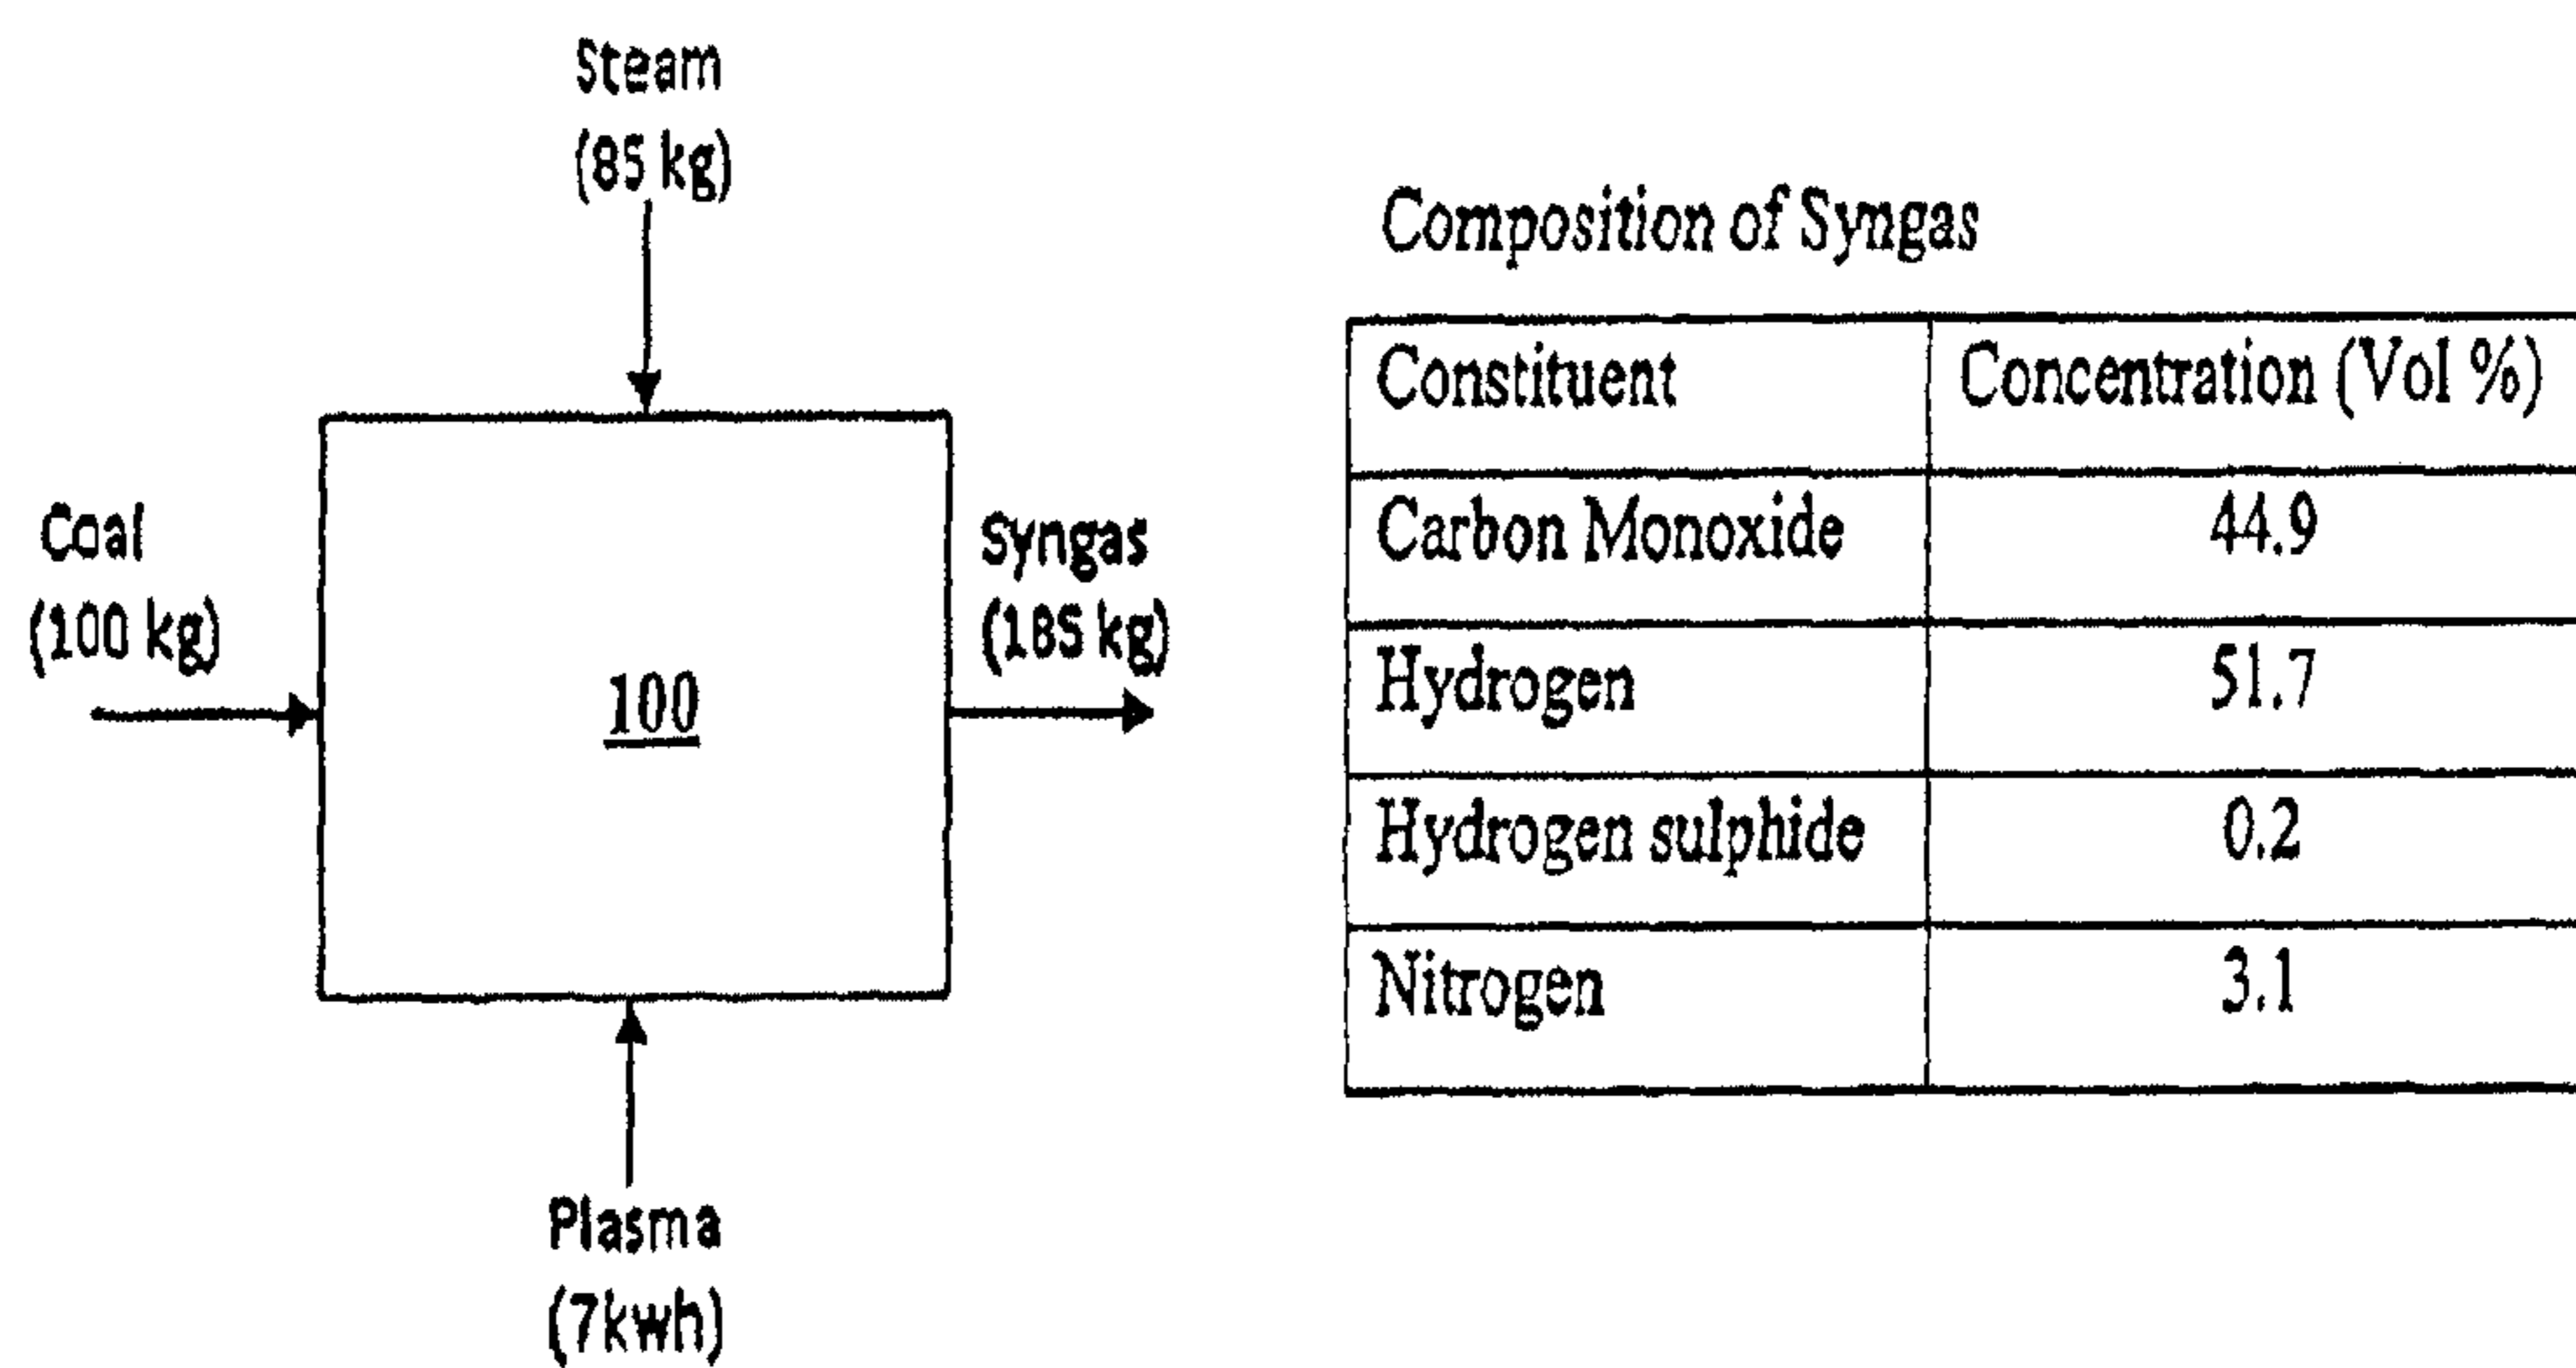 Steam
(85 kg)
Coal
(100 kg)
100
Syngas
(185 kg)
Plasma
(7kwh)
Composition of Syngas
Constituent Concentration (Vol %)
Carbon Monoxide 44.9
Hydrogen 51.7
Hydrogen sulphide 0.2
Nitrogen 3.1